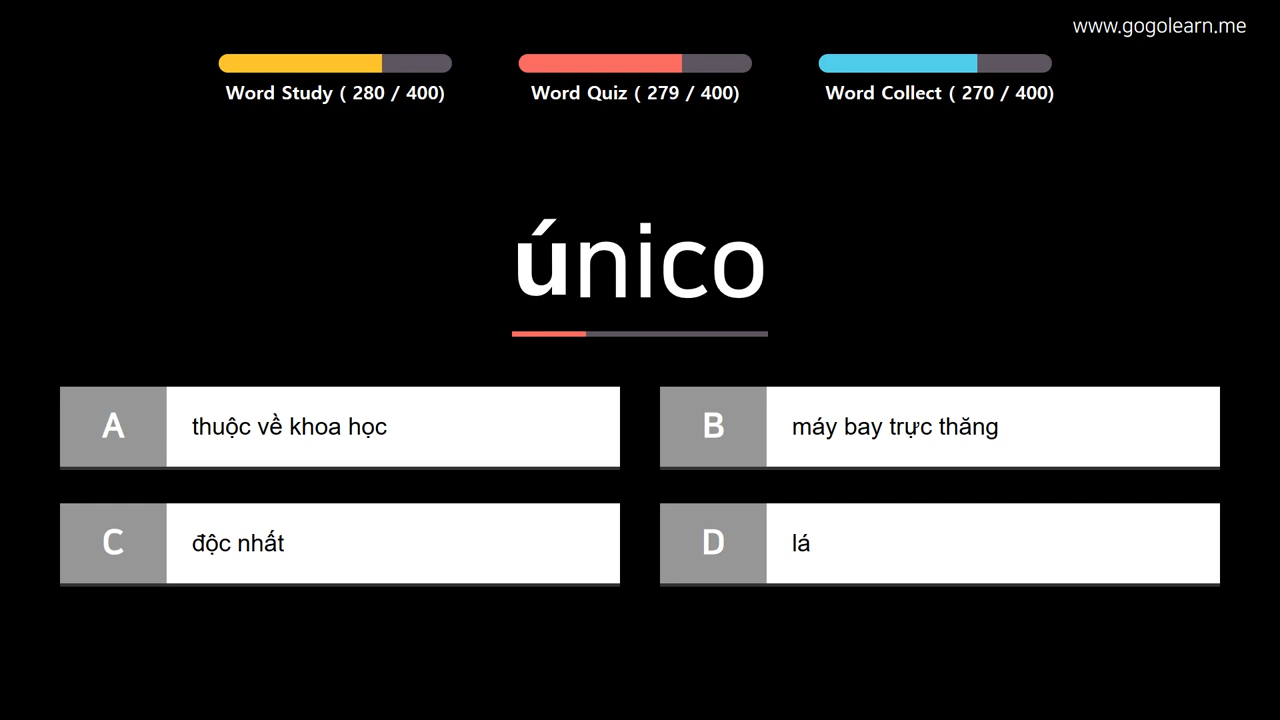 www.gogolearn.me
Word Study ( 280 / 400)
Word Quiz ( 279 / 400)
Word Collect ( 270 / 400)
único
A thuộc về khoa học
B máy bay trực thăng
C độc nhất
D lá